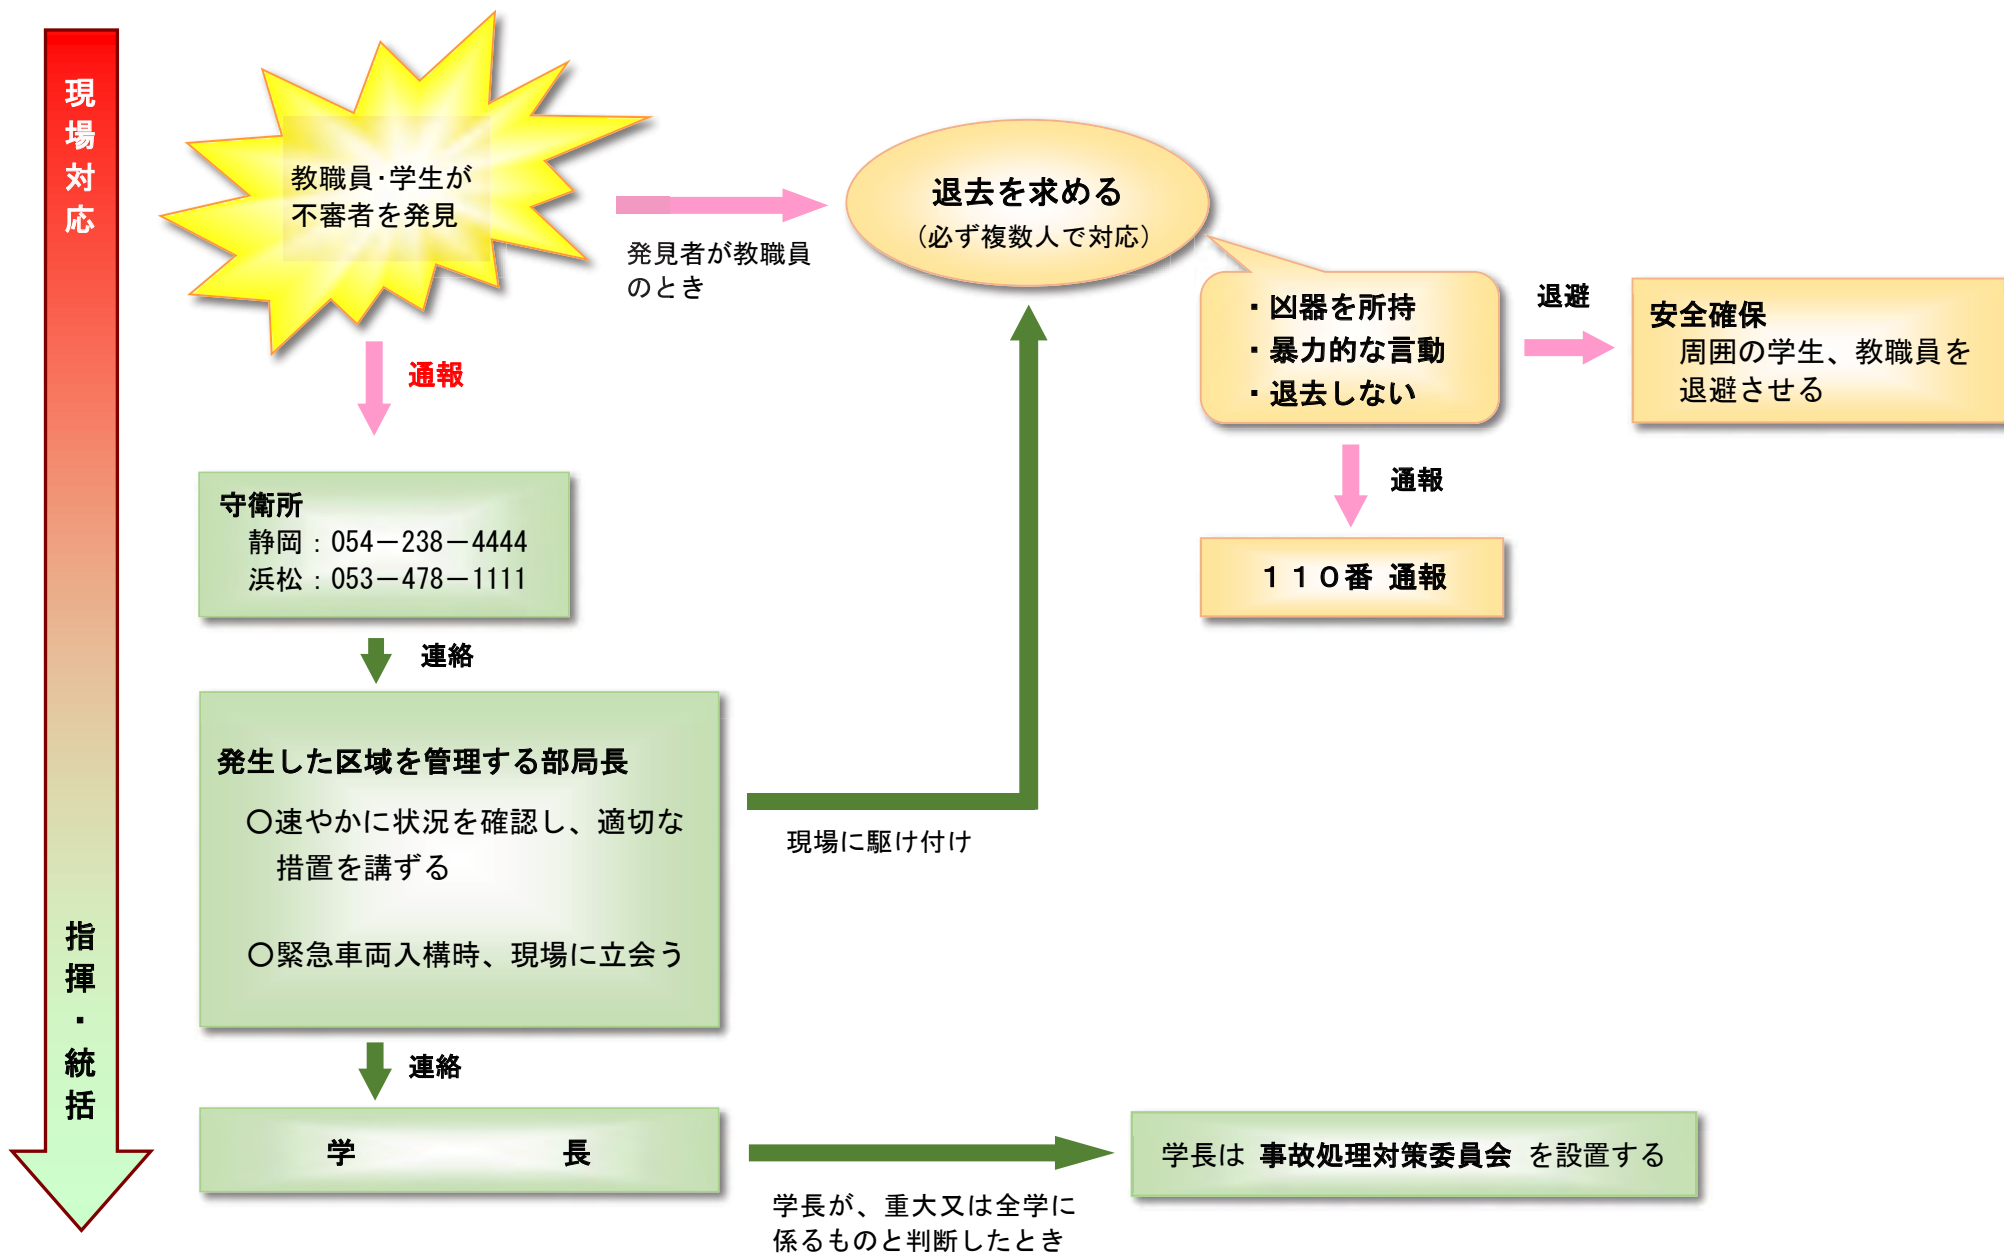 現場対応
教職員・学生が
不審者を発見
発見者が教職員
のとき
退去を求める
（必ず複数人で対応）
・凶器を所持
・暴力的な言動
・退去しない
退避
安全確保
周囲の学生、教職員を
退避させる
通報
１１０番 通報
通報
守衛所
静岡：054－238－4444
浜松：053－478－1111
連絡
発生した区域を管理する部局長
○速やかに状況を確認し、適切な
措置を講ずる
○緊急車両入構時、現場に立会う
現場に駆け付け
指揮・統括
連絡
学　　　　　　　長
学長が、重大又は全学に
係るものと判断したとき
学長は 事故処理対策委員会 を設置する